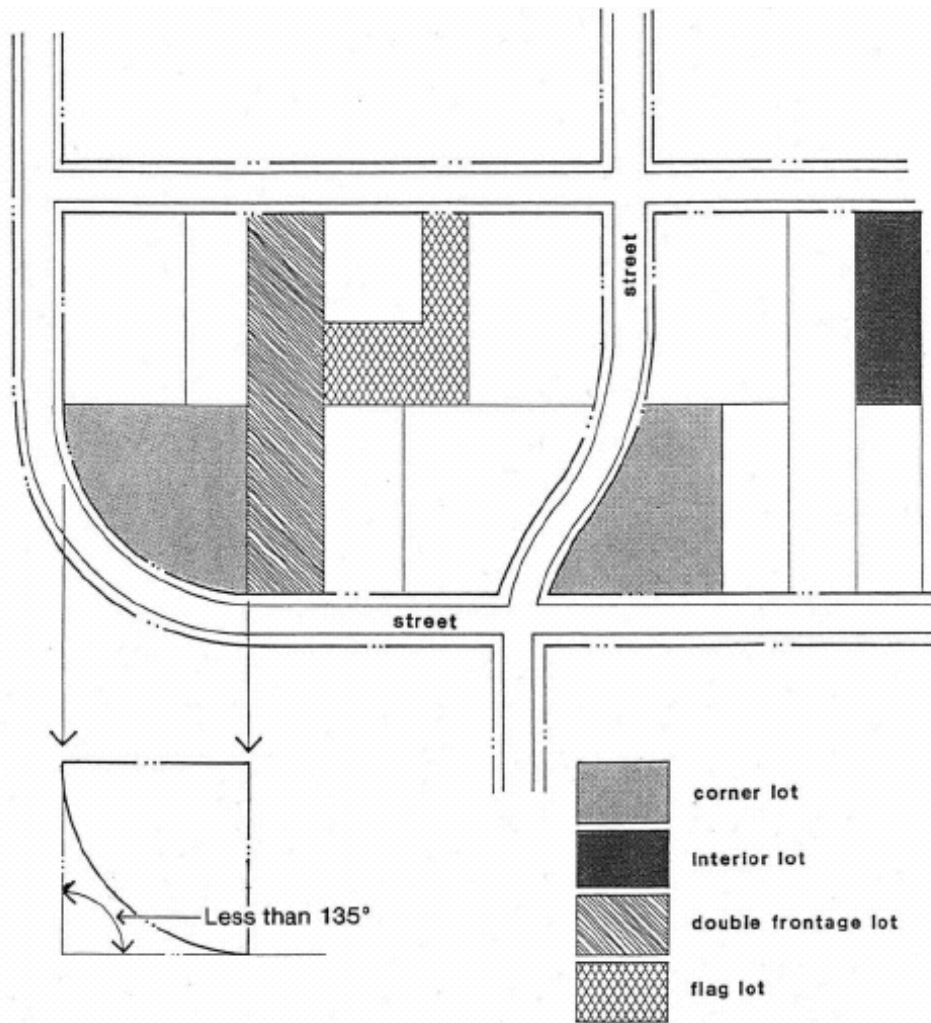 street
street
Less than 135°
corner lot
interior lot
double frontage lot
flag lot